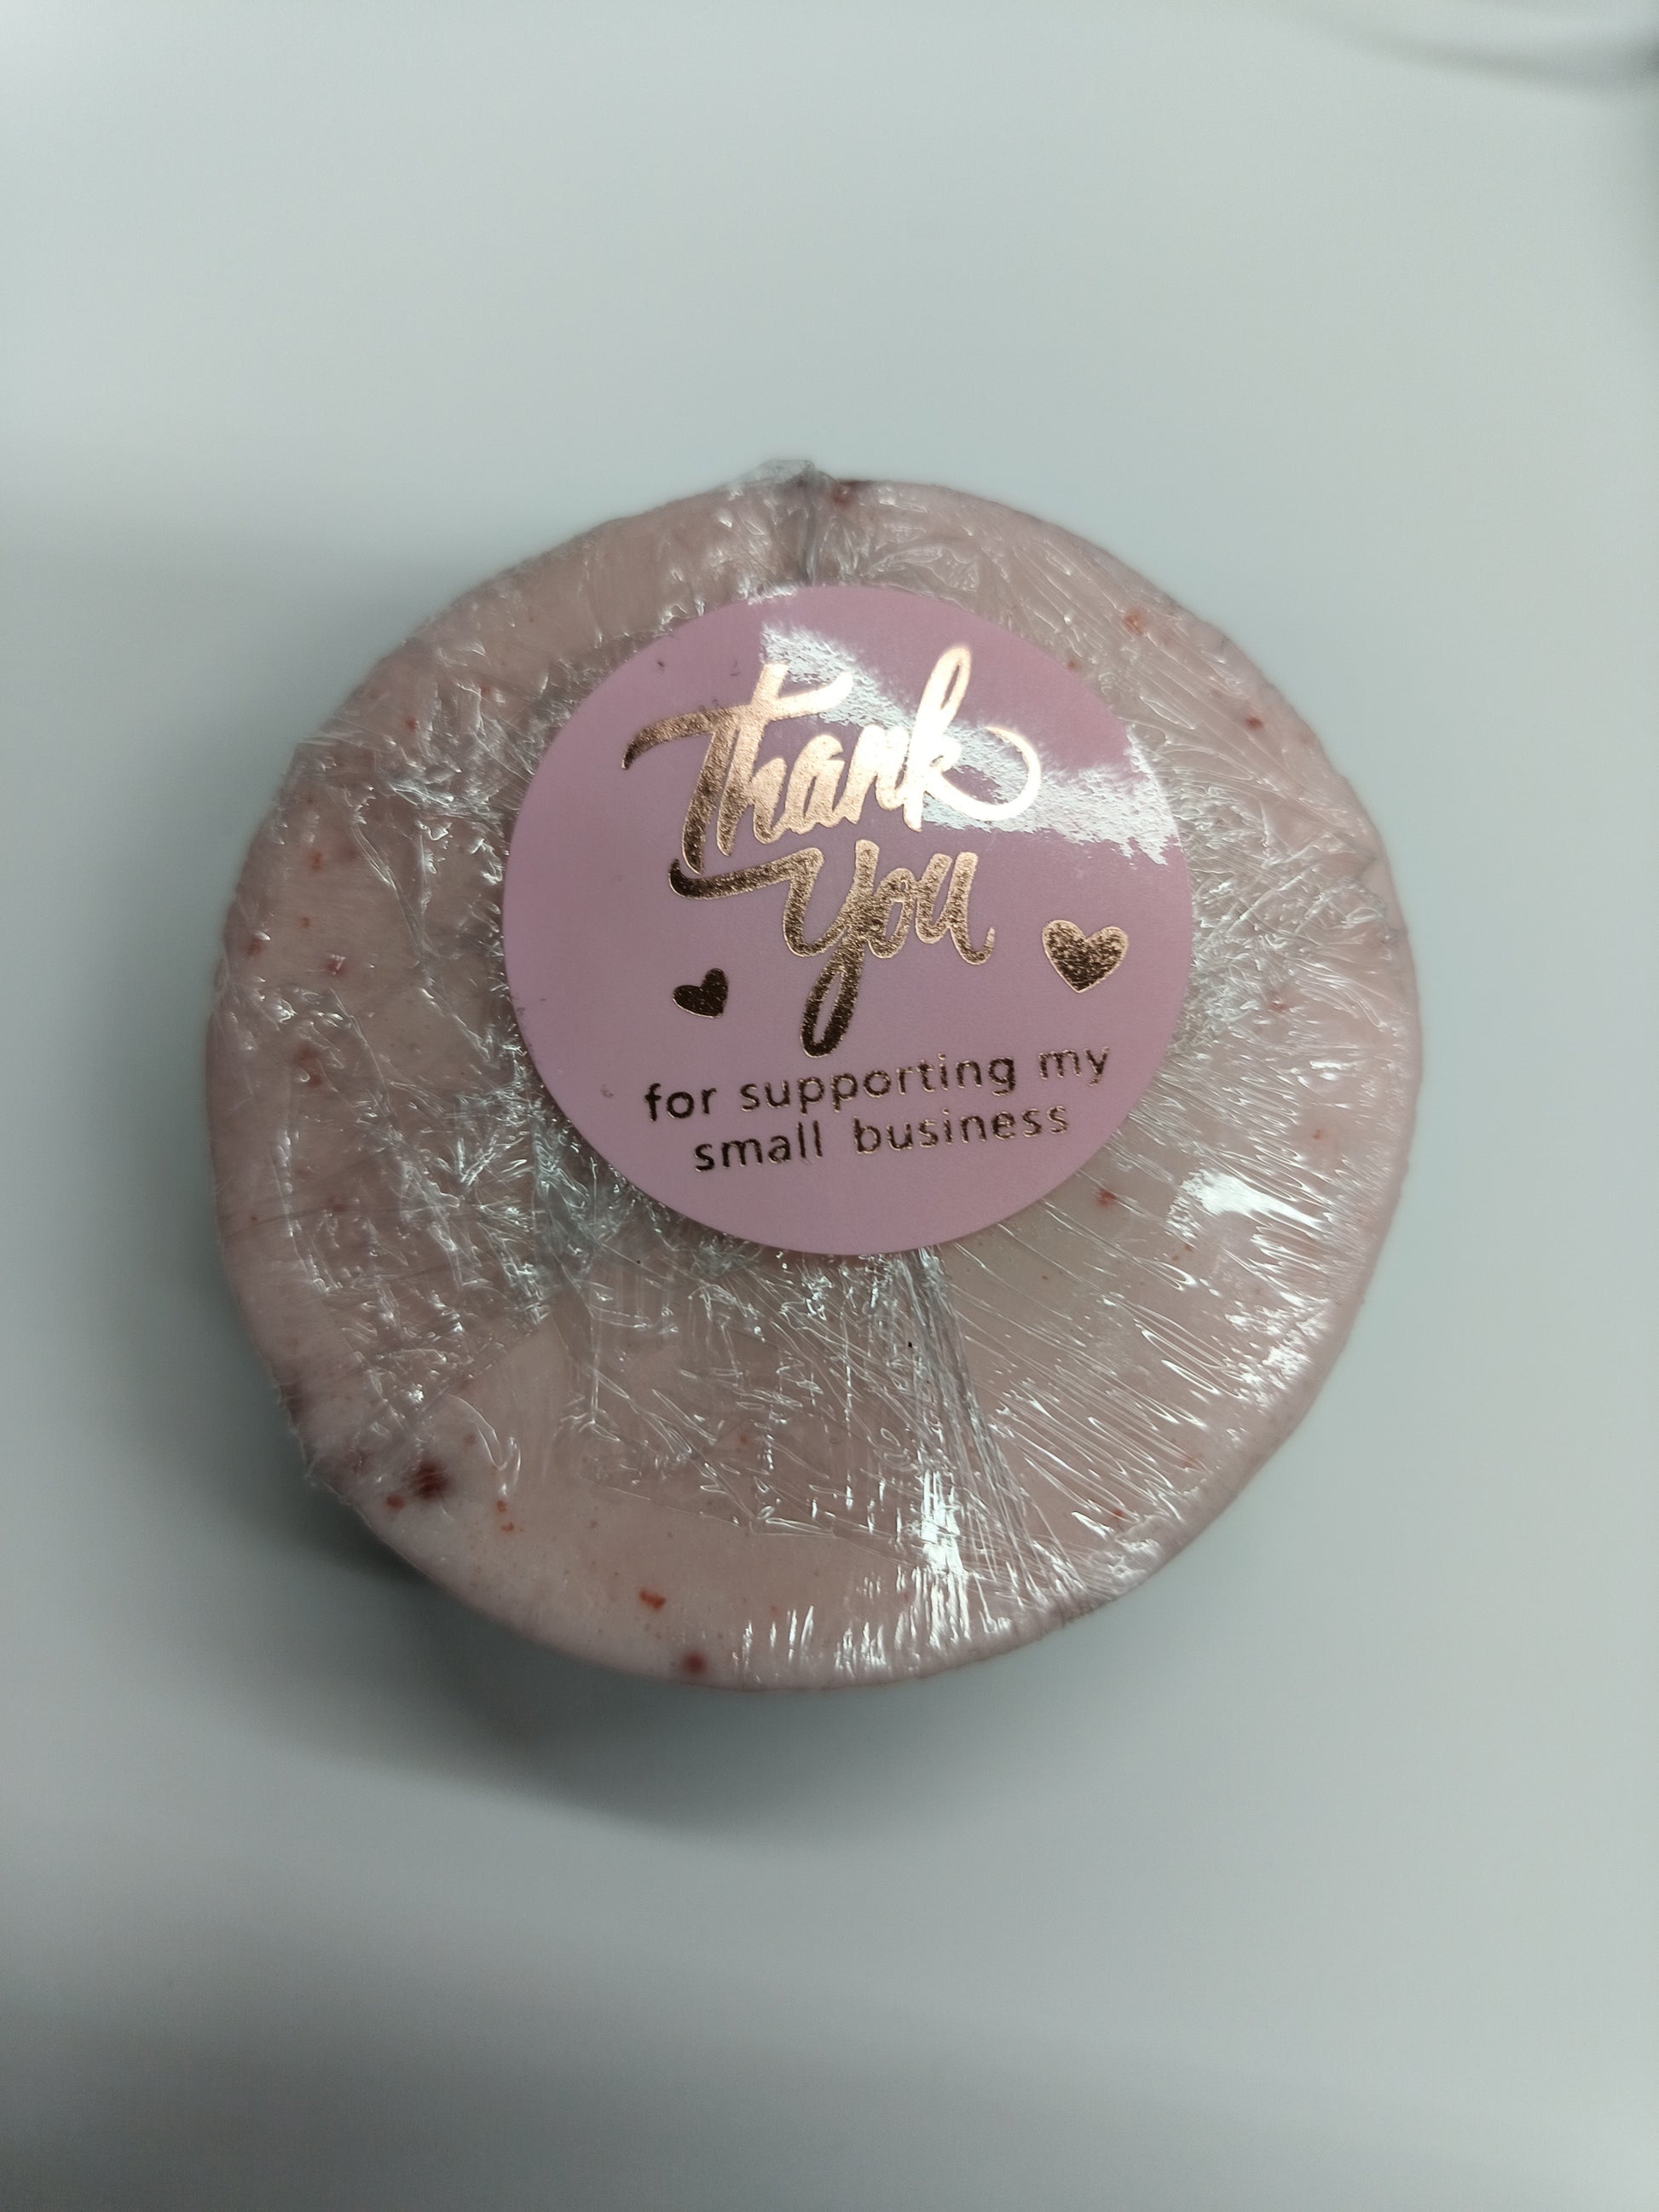 Thank
you
for supporting my
small business